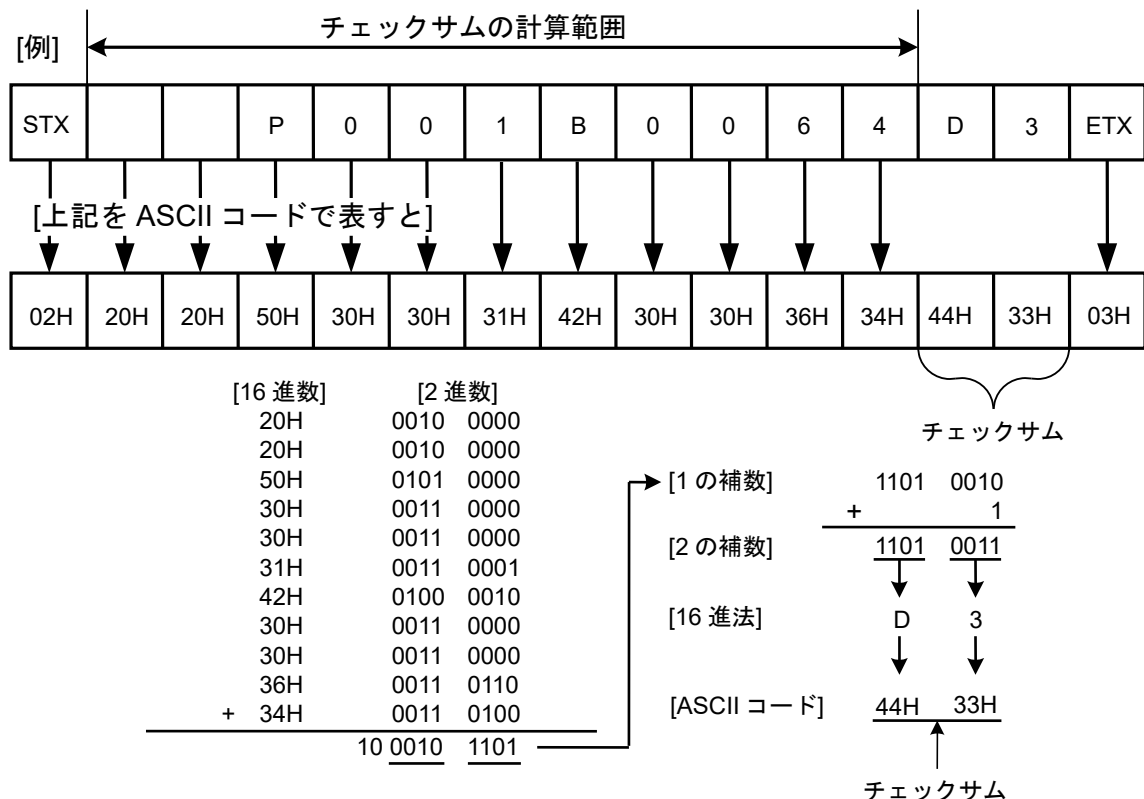 チェックサムの計算範囲
[例]
STX P 0 0 1 B 0 0 6 4 D 3 ETX
[上記を ASCII コードで表すと]
02H 20H 20H 50H 30H 30H 31H 42H 30H 30H 36H 34H 44H 33H 03H
チェックサム
[16 進数] [2 進数]
20H 0010 0000
20H 0010 0000
50H 0101 0000
30H 0011 0000
30H 0011 0000
31H 0011 0001
42H 0100 0010
30H 0011 0000
30H 0011 0000
36H 0011 0110
+ 34H 0011 0100
10 0010 1101
[1 の補数] 1101 0010
+ 1
[2 の補数] 1101 0011
[16 進法] D 3
[ASCII コード] 44H 33H
チェックサム